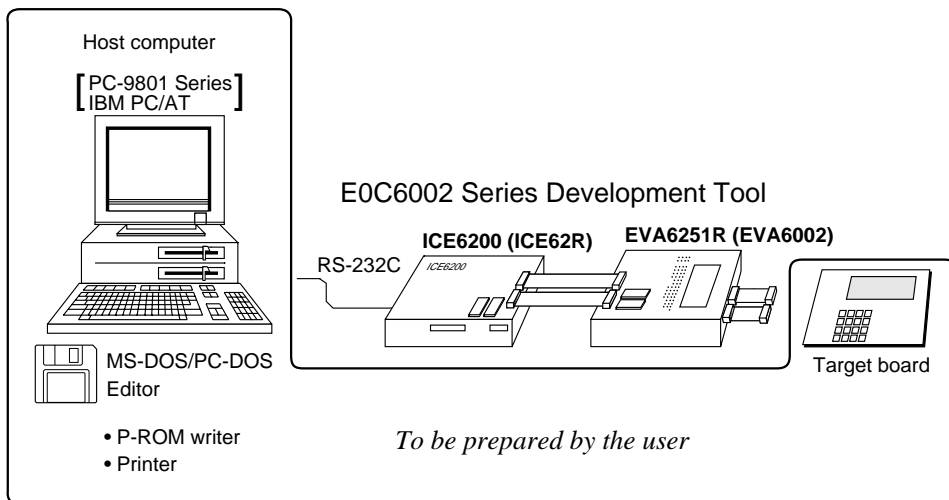 Host computer
PC-9801 Series
IBM PC/AT
E0C6002 Series Development Tool
ICE6200 (ICE62R)
EVA6251R (EVA6002)
RS-232C
ICE6200
MS-DOS/PC-DOS
Editor
Target board
• P-ROM writer
• Printer
To be prepared by the user